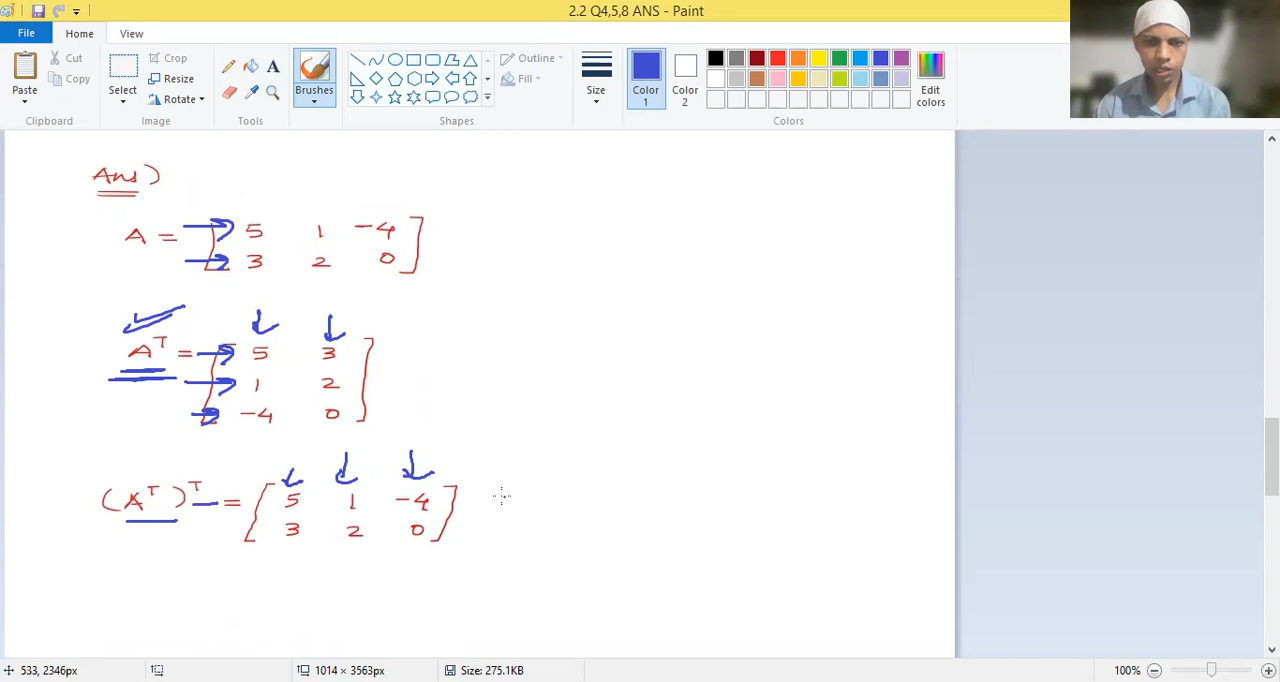 2.2 Q4,5,8 ANS - Paint
File Home View
Paste Cut Copy Clipboard
Select Crop Resize Rotate Image
A Tools
Brushes
Outline Fill Shapes
Size
Color 1 Color 2 Edit colors Colors
Ans)
A = [ 5 1 -4 ]
3 2 0
Aᵀ = [ 5 3 ]
1 2
-4 0
(Aᵀ)ᵀ = [ 5 1 -4 ]
3 2 0
533, 2346px 1014 × 3563px Size: 275.1KB 100%